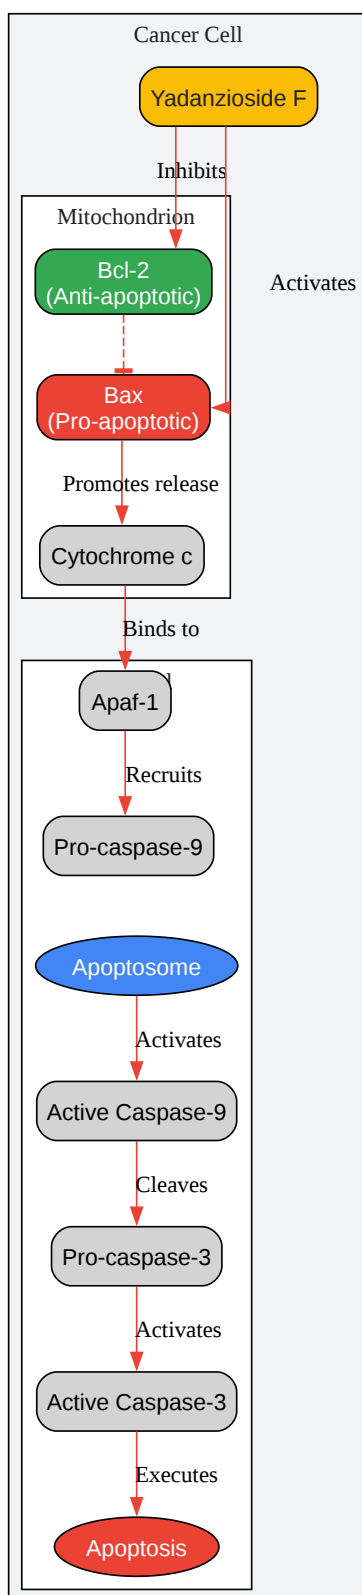 Cancer Cell
Yadanzioside F
Inhibits
Mitochondrion
Bcl-2
(Anti-apoptotic)
Activates
Bax
(Pro-apoptotic)
Promotes release
Cytochrome c
Binds to
Apaf-1
Recruits
Pro-caspase-9
Apoptosome
Activates
Active Caspase-9
Cleaves
Pro-caspase-3
Activates
Active Caspase-3
Executes
Apoptosis